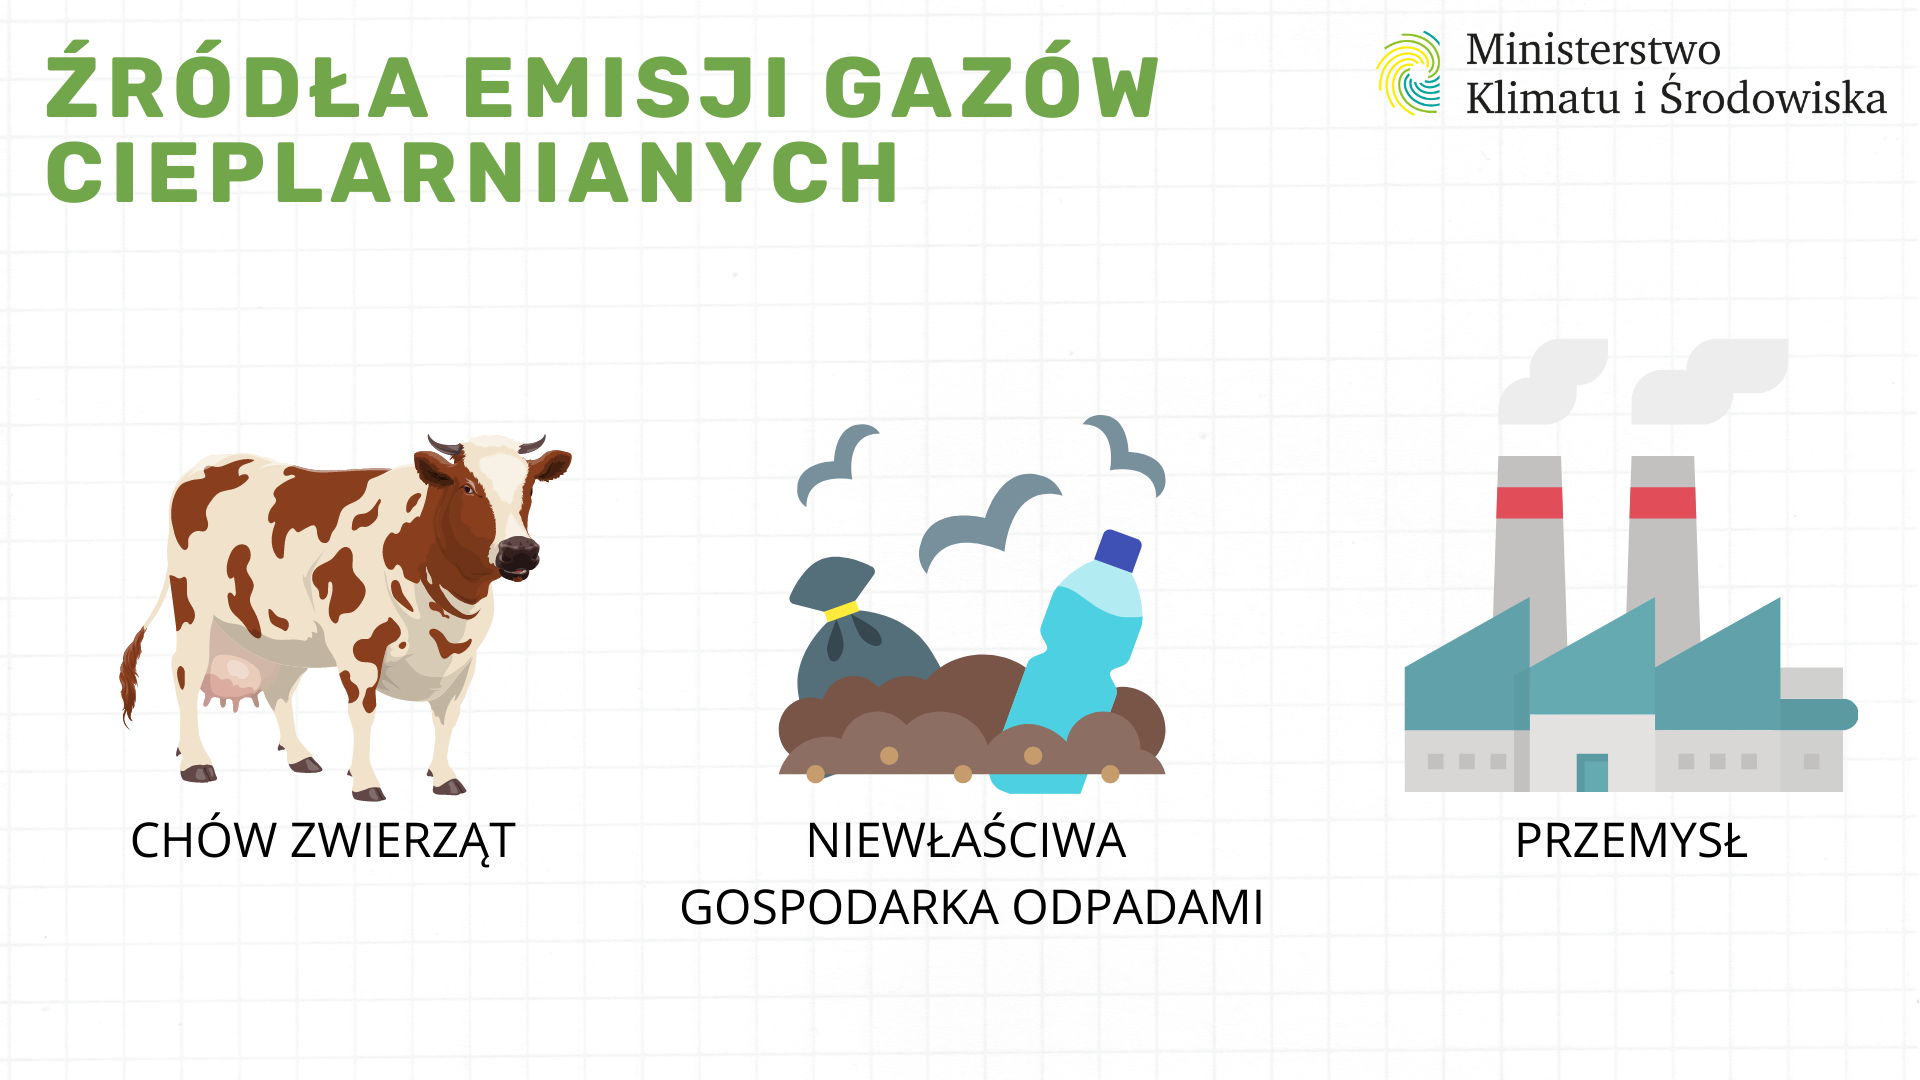 ŹRÓDŁA EMISJI GAZÓW
CIEPLARNIANYCH
Ministerstwo
Klimatu i Środowiska
CHÓW ZWIERZĄT
NIEWŁAŚCIWA
GOSPODARKA ODPADAMI
PRZEMYSŁ